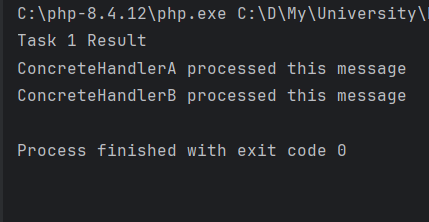 C:\php-8.4.12\php.exe C:\D\My\University\
Task 1 Result
ConcreteHandlerA processed this message
ConcreteHandlerB processed this message
Process finished with exit code 0